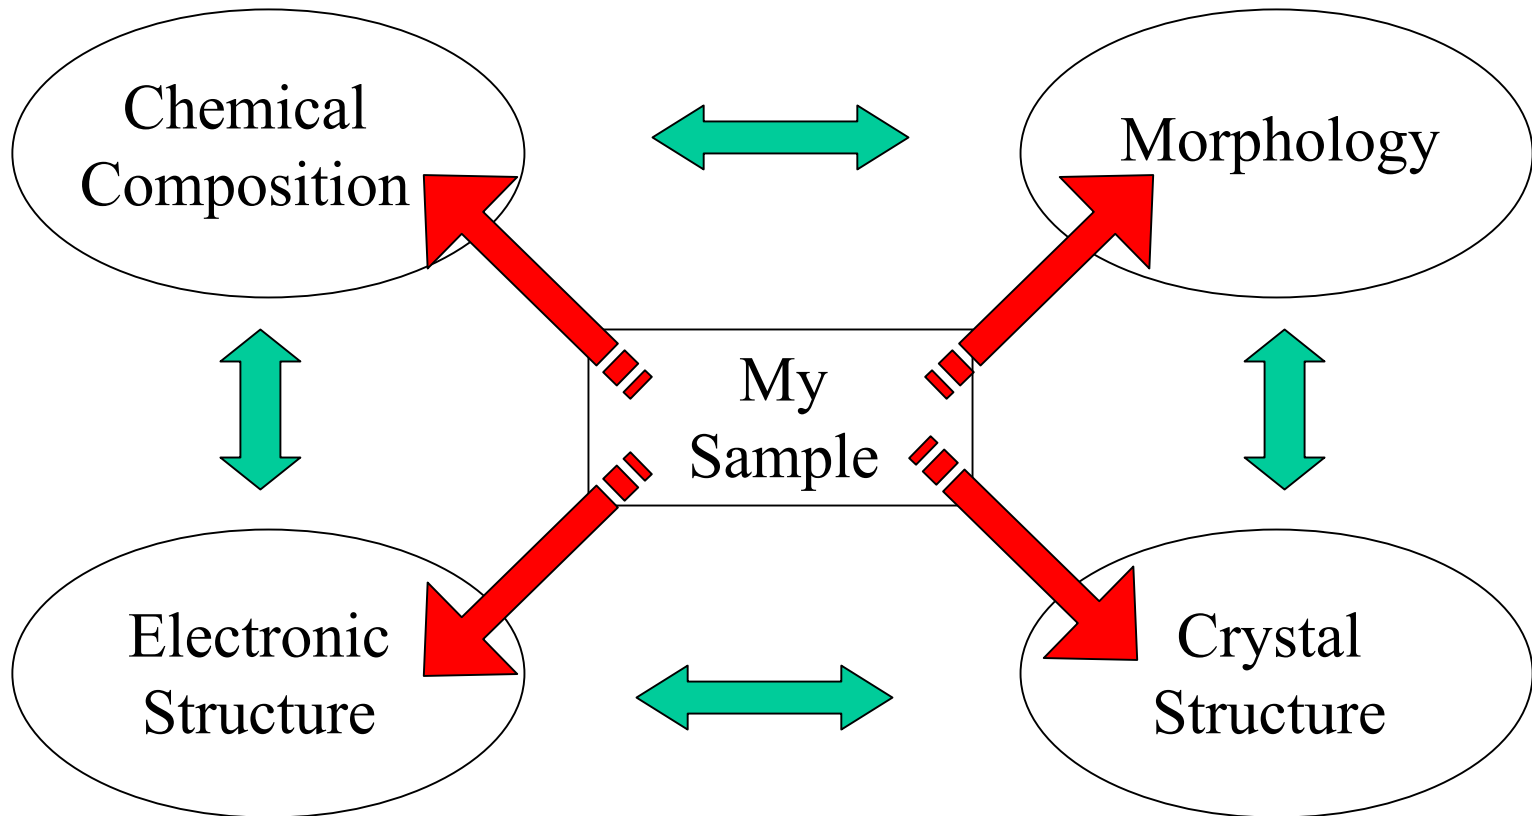 Chemical
Composition
Morphology
My
Sample
Electronic
Structure
Crystal
Structure